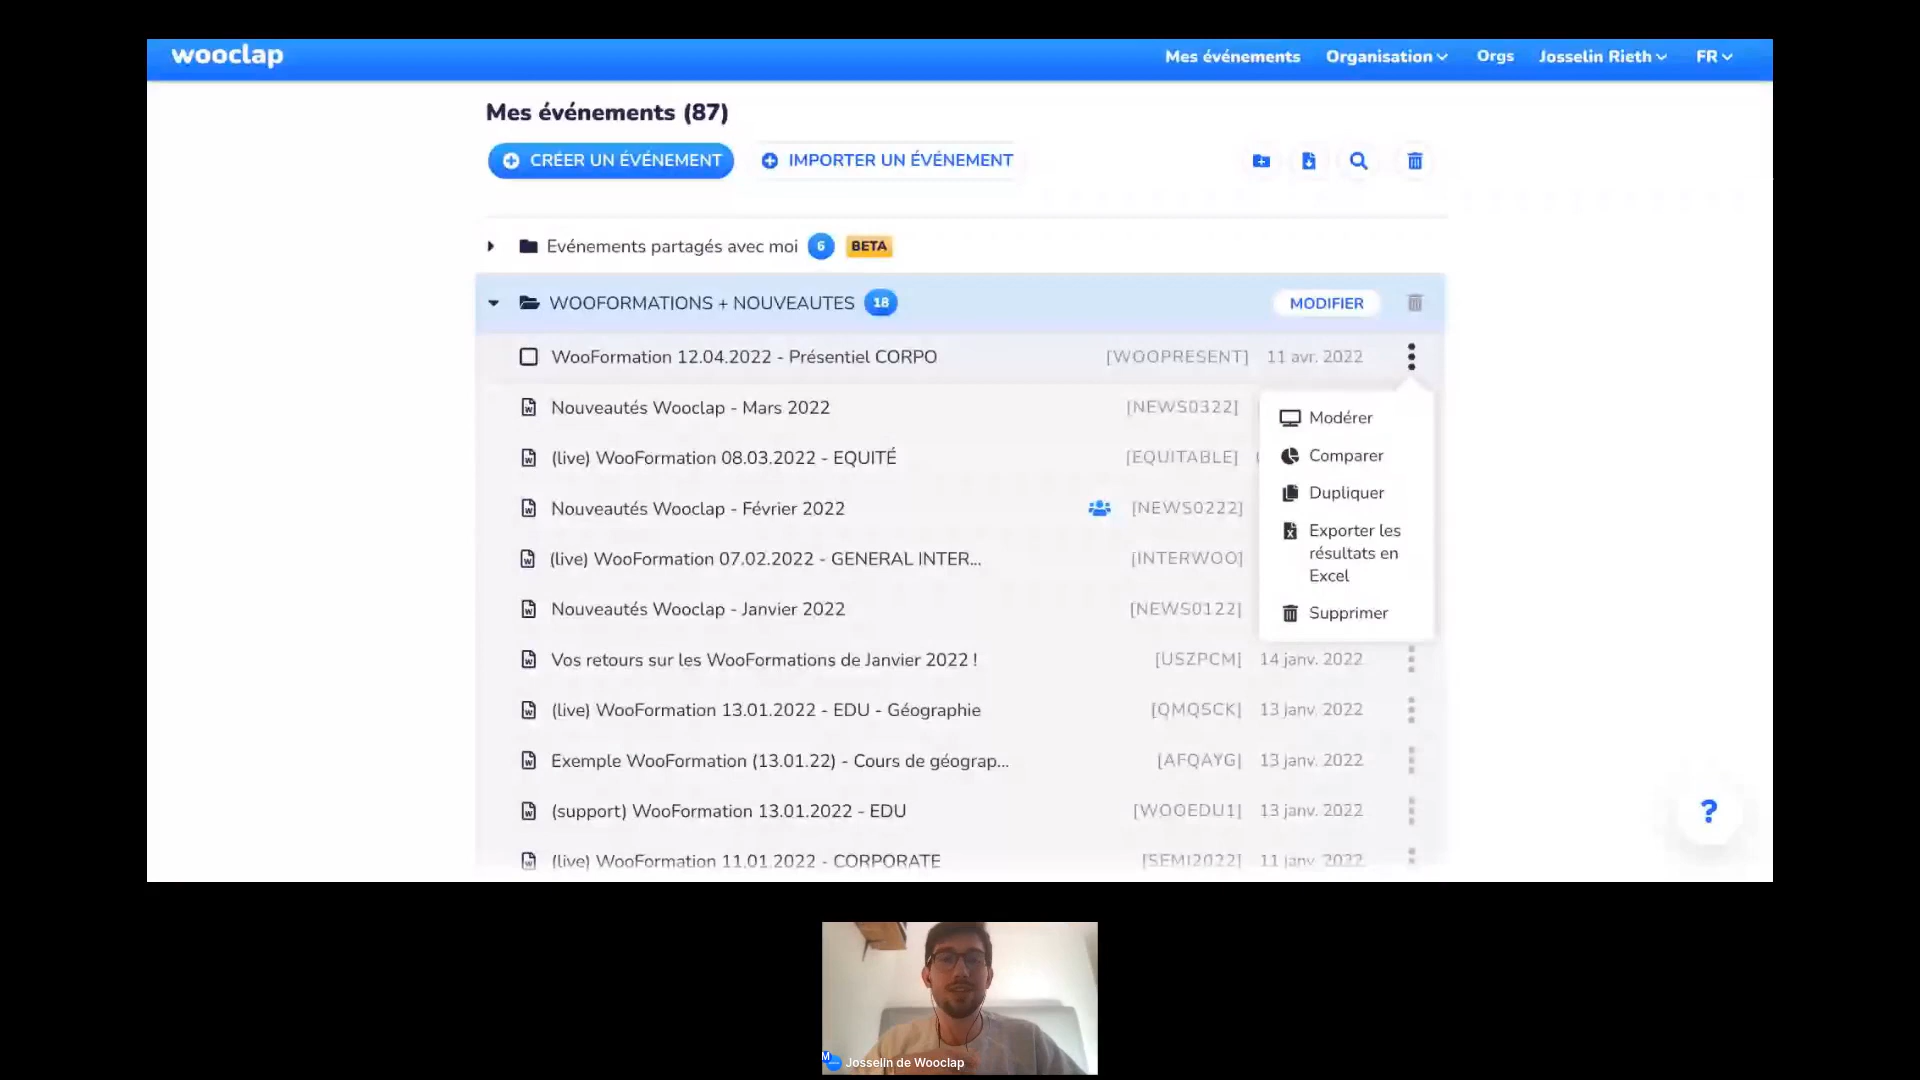 wooclap
Mes événements Organisation Orgs Josselin Rieth FR
Mes événements (87)
CRÉER UN ÉVÉNEMENT IMPORTER UN ÉVÉNEMENT
Evénements partagés avec moi 6 BETA
WOOFORMATIONS + NOUVEAUTES 18 MODIFIER
WooFormation 12.04.2022 - Présentiel CORPO [WOOPRESENT] 11 avr. 2022
Nouveautés Wooclap - Mars 2022 [NEWS0322]
(live) WooFormation 08.03.2022 - EQUITÉ [EQUITABLE]
Nouveautés Wooclap - Février 2022 [NEWS0222]
(live) WooFormation 07.02.2022 - GENERAL INTER... [INTERWOO]
Nouveautés Wooclap - Janvier 2022 [NEWS0122]
Vos retours sur les WooFormations de Janvier 2022 ! [USZPCM] 14 janv. 2022
(live) WooFormation 13.01.2022 - EDU - Géographie [QMQSCK] 13 janv. 2022
Exemple WooFormation (13.01.22) - Cours de géograp... [AFQAYG] 13 janv. 2022
(support) WooFormation 13.01.2022 - EDU [WOOEDU1] 13 janv. 2022
(live) WooFormation 11.01.2022 - CORPORATE [SEMI2022] 11 janv. 2022
Modérer
Comparer
Dupliquer
Exporter les
résultats en
Excel
Supprimer
?
M
Josselin de Wooclap